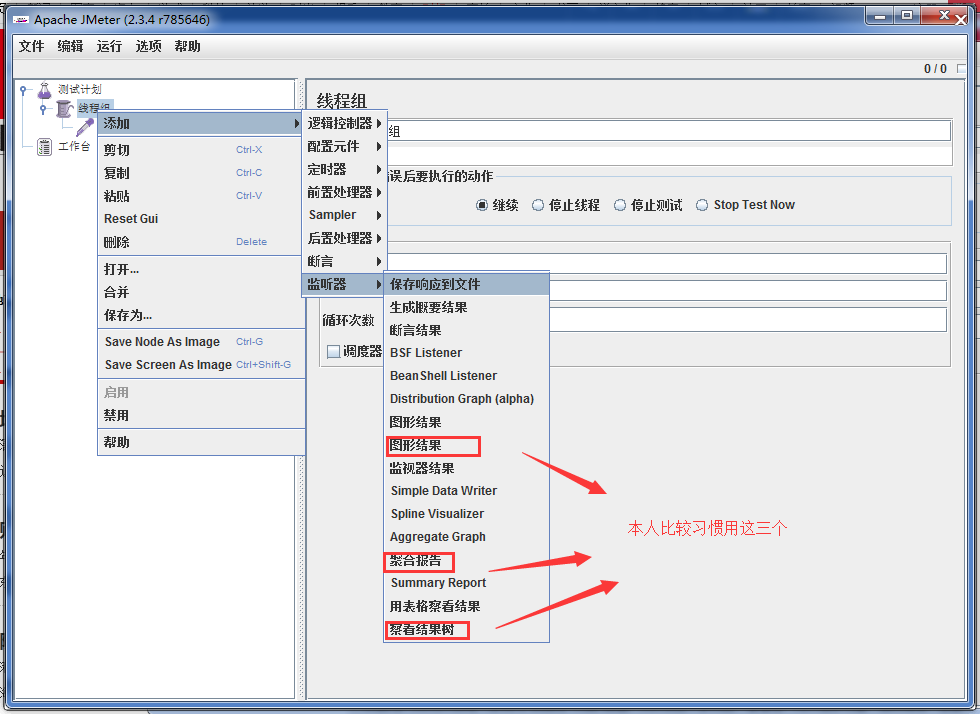 Apache JMeter (2.3.4 r785646)
文件 编辑 运行 选项 帮助
0 / 0
测试计划
线程组
工作台
添加
剪切 Ctrl-X
复制 Ctrl-C
粘贴 Ctrl-V
Reset Gui
删除 Delete
打开...
合并
保存为...
Save Node As Image Ctrl-G
Save Screen As Image Ctrl+Shift-G
启用
禁用
帮助
逻辑控制器
配置元件
定时器
前置处理器
Sampler
后置处理器
断言
监听器
保存响应到文件
生成概要结果
断言结果
BSF Listener
BeanShell Listener
Distribution Graph (alpha)
图形结果
图形结果
监视器结果
Simple Data Writer
Spline Visualizer
Aggregate Graph
聚合报告
Summary Report
用表格察看结果
察看结果树
线程组
组
误后要执行的动作
继续 停止线程 停止测试 Stop Test Now
循环次数
调度器
本人比较习惯用这三个